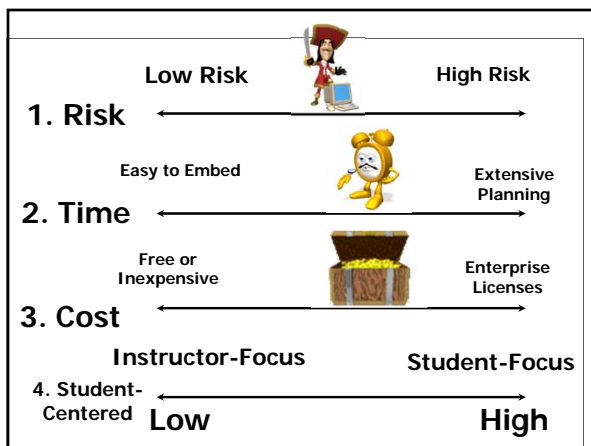 Low Risk
High Risk
1. Risk
Easy to Embed
Extensive
Planning
2. Time
Free or
Inexpensive
Enterprise
Licenses
3. Cost
Instructor-Focus
Student-Focus
4. Student-
Centered
Low
High